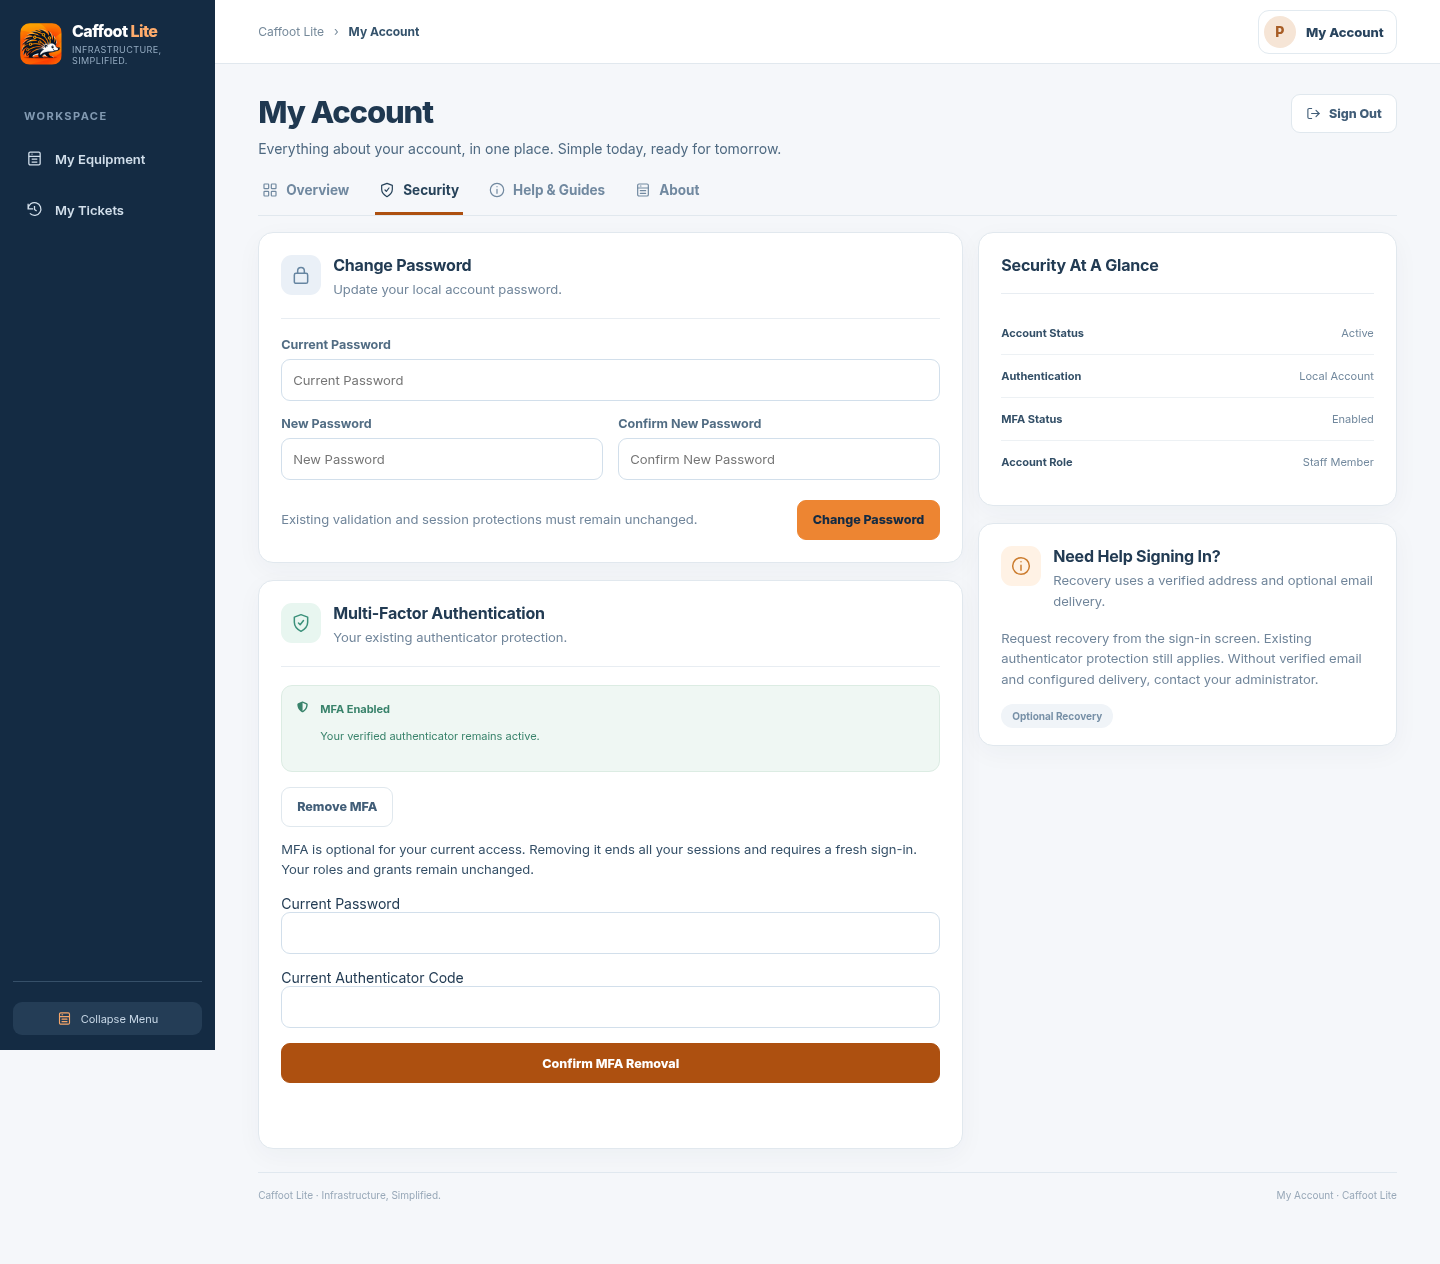 Caffoot Lite
INFRASTRUCTURE,
SIMPLIFIED.
WORKSPACE
My Equipment
My Tickets
Collapse Menu
Caffoot Lite › My Account
P My Account
My Account
Sign Out
Everything about your account, in one place. Simple today, ready for tomorrow.
Overview Security Help & Guides About
Change Password
Update your local account password.
Current Password
Current Password
New Password Confirm New Password
New Password Confirm New Password
Existing validation and session protections must remain unchanged. Change Password
Multi-Factor Authentication
Your existing authenticator protection.
MFA Enabled
Your verified authenticator remains active.
Remove MFA
MFA is optional for your current access. Removing it ends all your sessions and requires a fresh sign-in.
Your roles and grants remain unchanged.
Current Password
Current Authenticator Code
Confirm MFA Removal
Security At A Glance
Account Status Active
Authentication Local Account
MFA Status Enabled
Account Role Staff Member
Need Help Signing In?
Recovery uses a verified address and optional email
delivery.
Request recovery from the sign-in screen. Existing
authenticator protection still applies. Without verified email
and configured delivery, contact your administrator.
Optional Recovery
Caffoot Lite · Infrastructure, Simplified.
My Account · Caffoot Lite